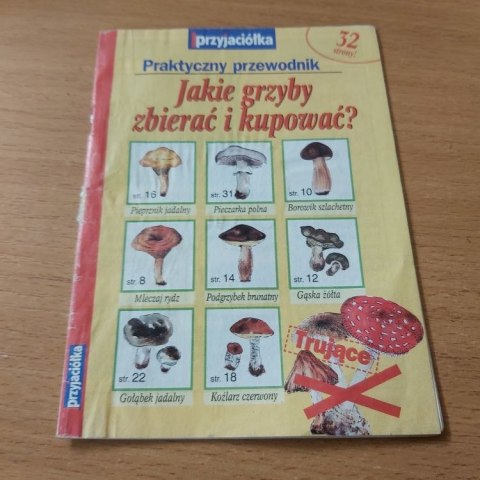 przyjaciółka
32
strony!
Praktyczny przewodnik
Jakie grzyby
zbierać i kupować?
str. 16
str. 31
str. 10
Pieprznik jadalny
Pieczarka polna
Borowik szlachetny
str. 8
str. 14
str. 12
Mleczaj rydz
Podgrzybek brunatny
Gąska żółta
str. 22
str. 18
Trujące
Gołąbek jadalny
Koźlarz czerwony
przyjaciółka